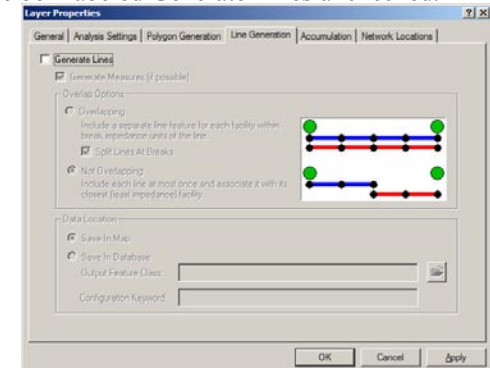 Layer Properties
General Analysis Settings Polygon Generation Line Generation Accumulation Network Locations
Generate Lines
Generate Measures (if possible)
Overlap Options
Overlapping
Include a separate line feature for each facility within
break impedance units of the line.
Split Lines At Breaks
Not Overlapping
Include each line at most once and associate it with its
closest (least impedance) facility.
Data Location
Save In Map
Save In Database
Output Feature Class:
Configuration Keyword:
OK Cancel Apply